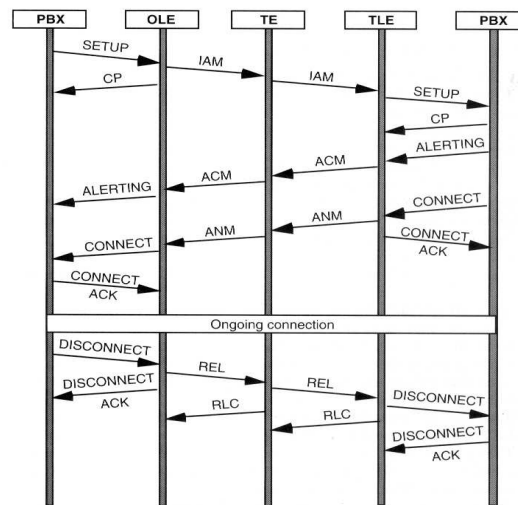 PBX OLE TE TLE PBX
SETUP
IAM
IAM
CP
SETUP
CP
ALERTING
ACM
ACM
ALERTING
CONNECT
ANM
ANM
CONNECT
ACK
CONNECT
CONNECT
ACK
Ongoing connection
DISCONNECT
REL
REL
DISCONNECT
ACK
DISCONNECT
RLC
RLC
DISCONNECT
ACK